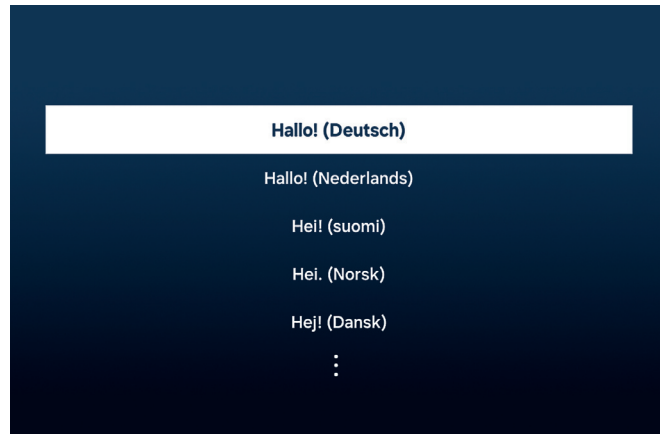 Hallo! (Deutsch)
Hallo! (Nederlands)
Hei! (suomi)
Hei. (Norsk)
Hej! (Dansk)
⋮